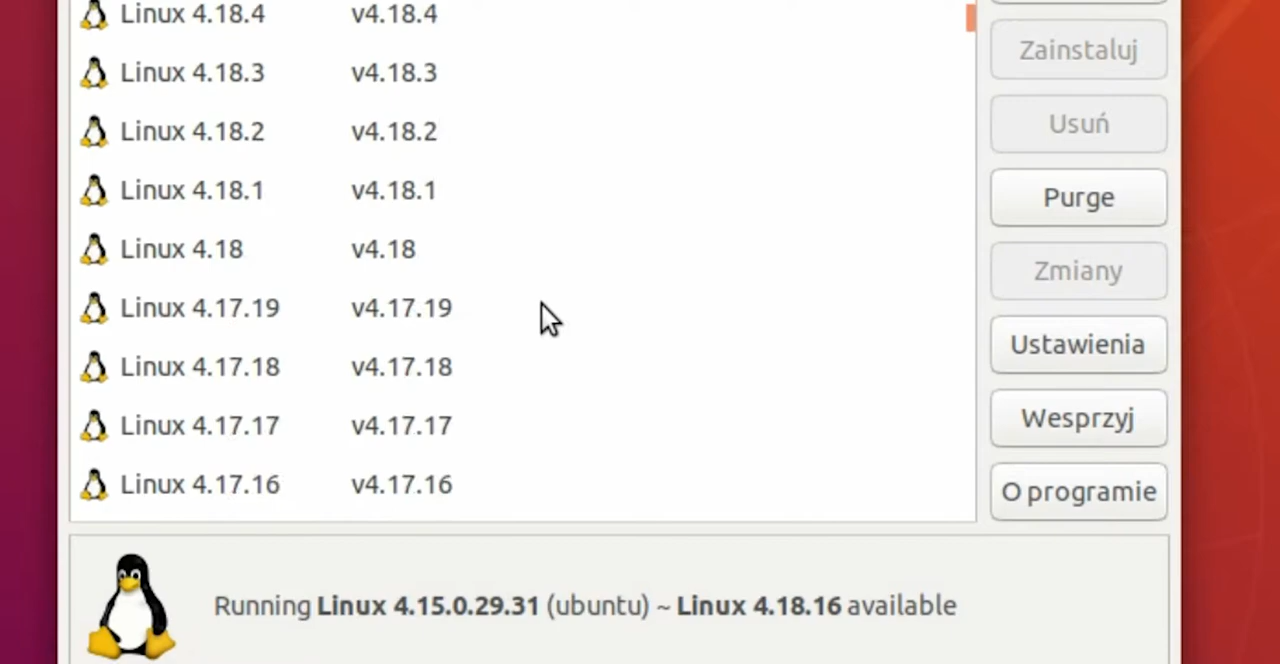 Linux 4.18.4 v4.18.4
Zainstaluj
Linux 4.18.3 v4.18.3
Usuń
Linux 4.18.2 v4.18.2
Linux 4.18.1 v4.18.1
Purge
Linux 4.18 v4.18
Zmiany
Linux 4.17.19 v4.17.19
Ustawienia
Linux 4.17.18 v4.17.18
Linux 4.17.17 v4.17.17
Wesprzyj
Linux 4.17.16 v4.17.16
O programie
Running Linux 4.15.0.29.31 (ubuntu) ~ Linux 4.18.16 available